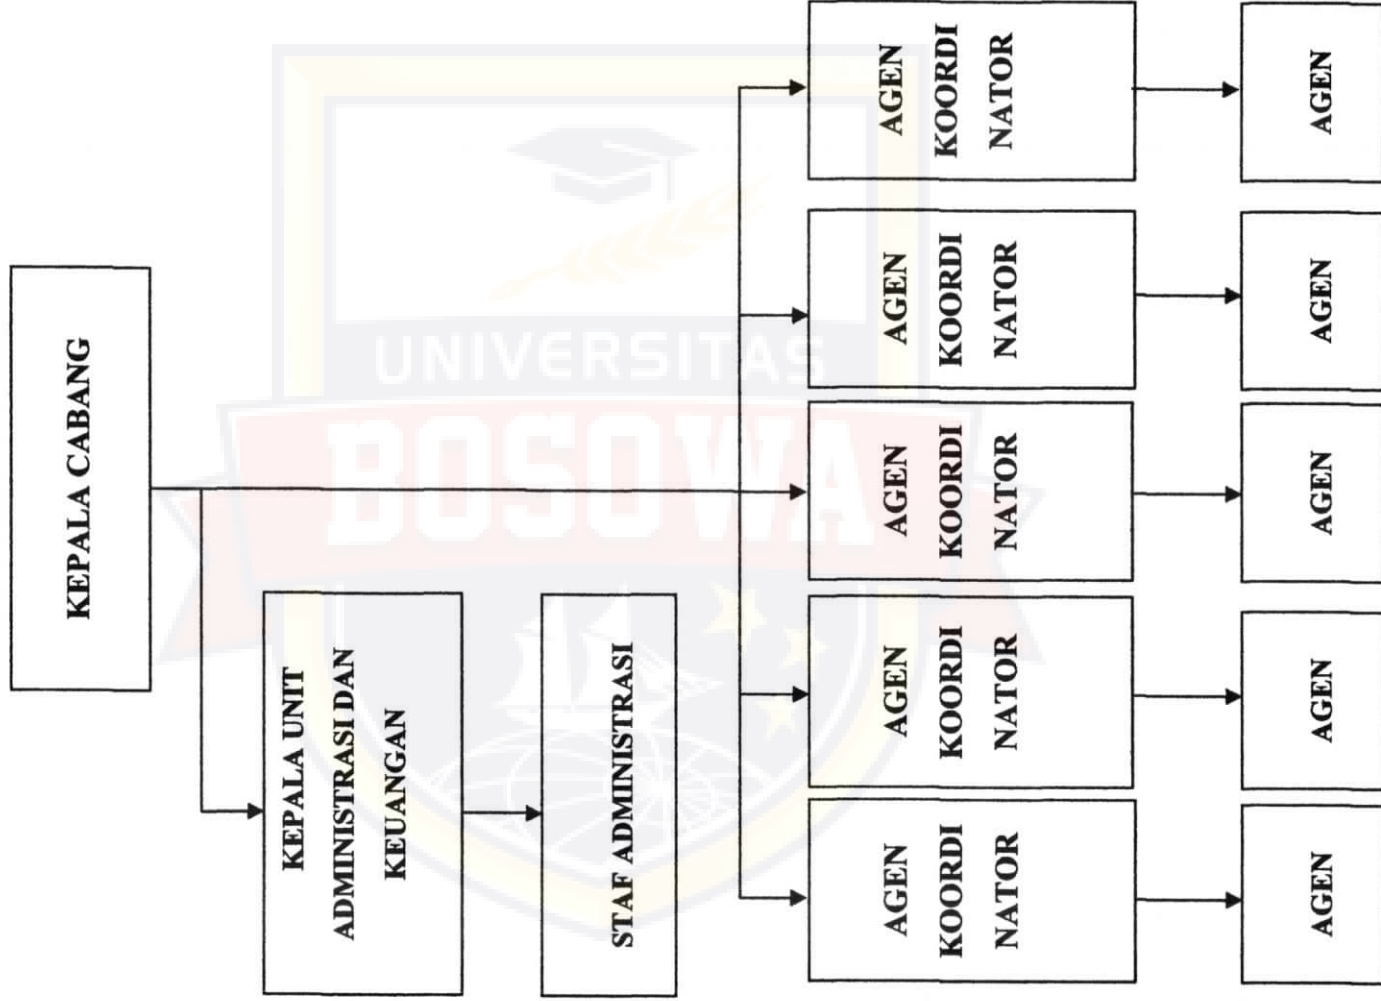 KEPALA CABANG
KEPALA UNIT
ADMINISTRASI DAN
KEUANGAN
STAF ADMINISTRASI
AGEN
KOORDI
NATOR
AGEN
KOORDI
NATOR
AGEN
KOORDI
NATOR
AGEN
KOORDI
NATOR
AGEN
KOORDI
NATOR
AGEN
AGEN
AGEN
AGEN
AGEN
UNIVERSITAS
BOSOWA